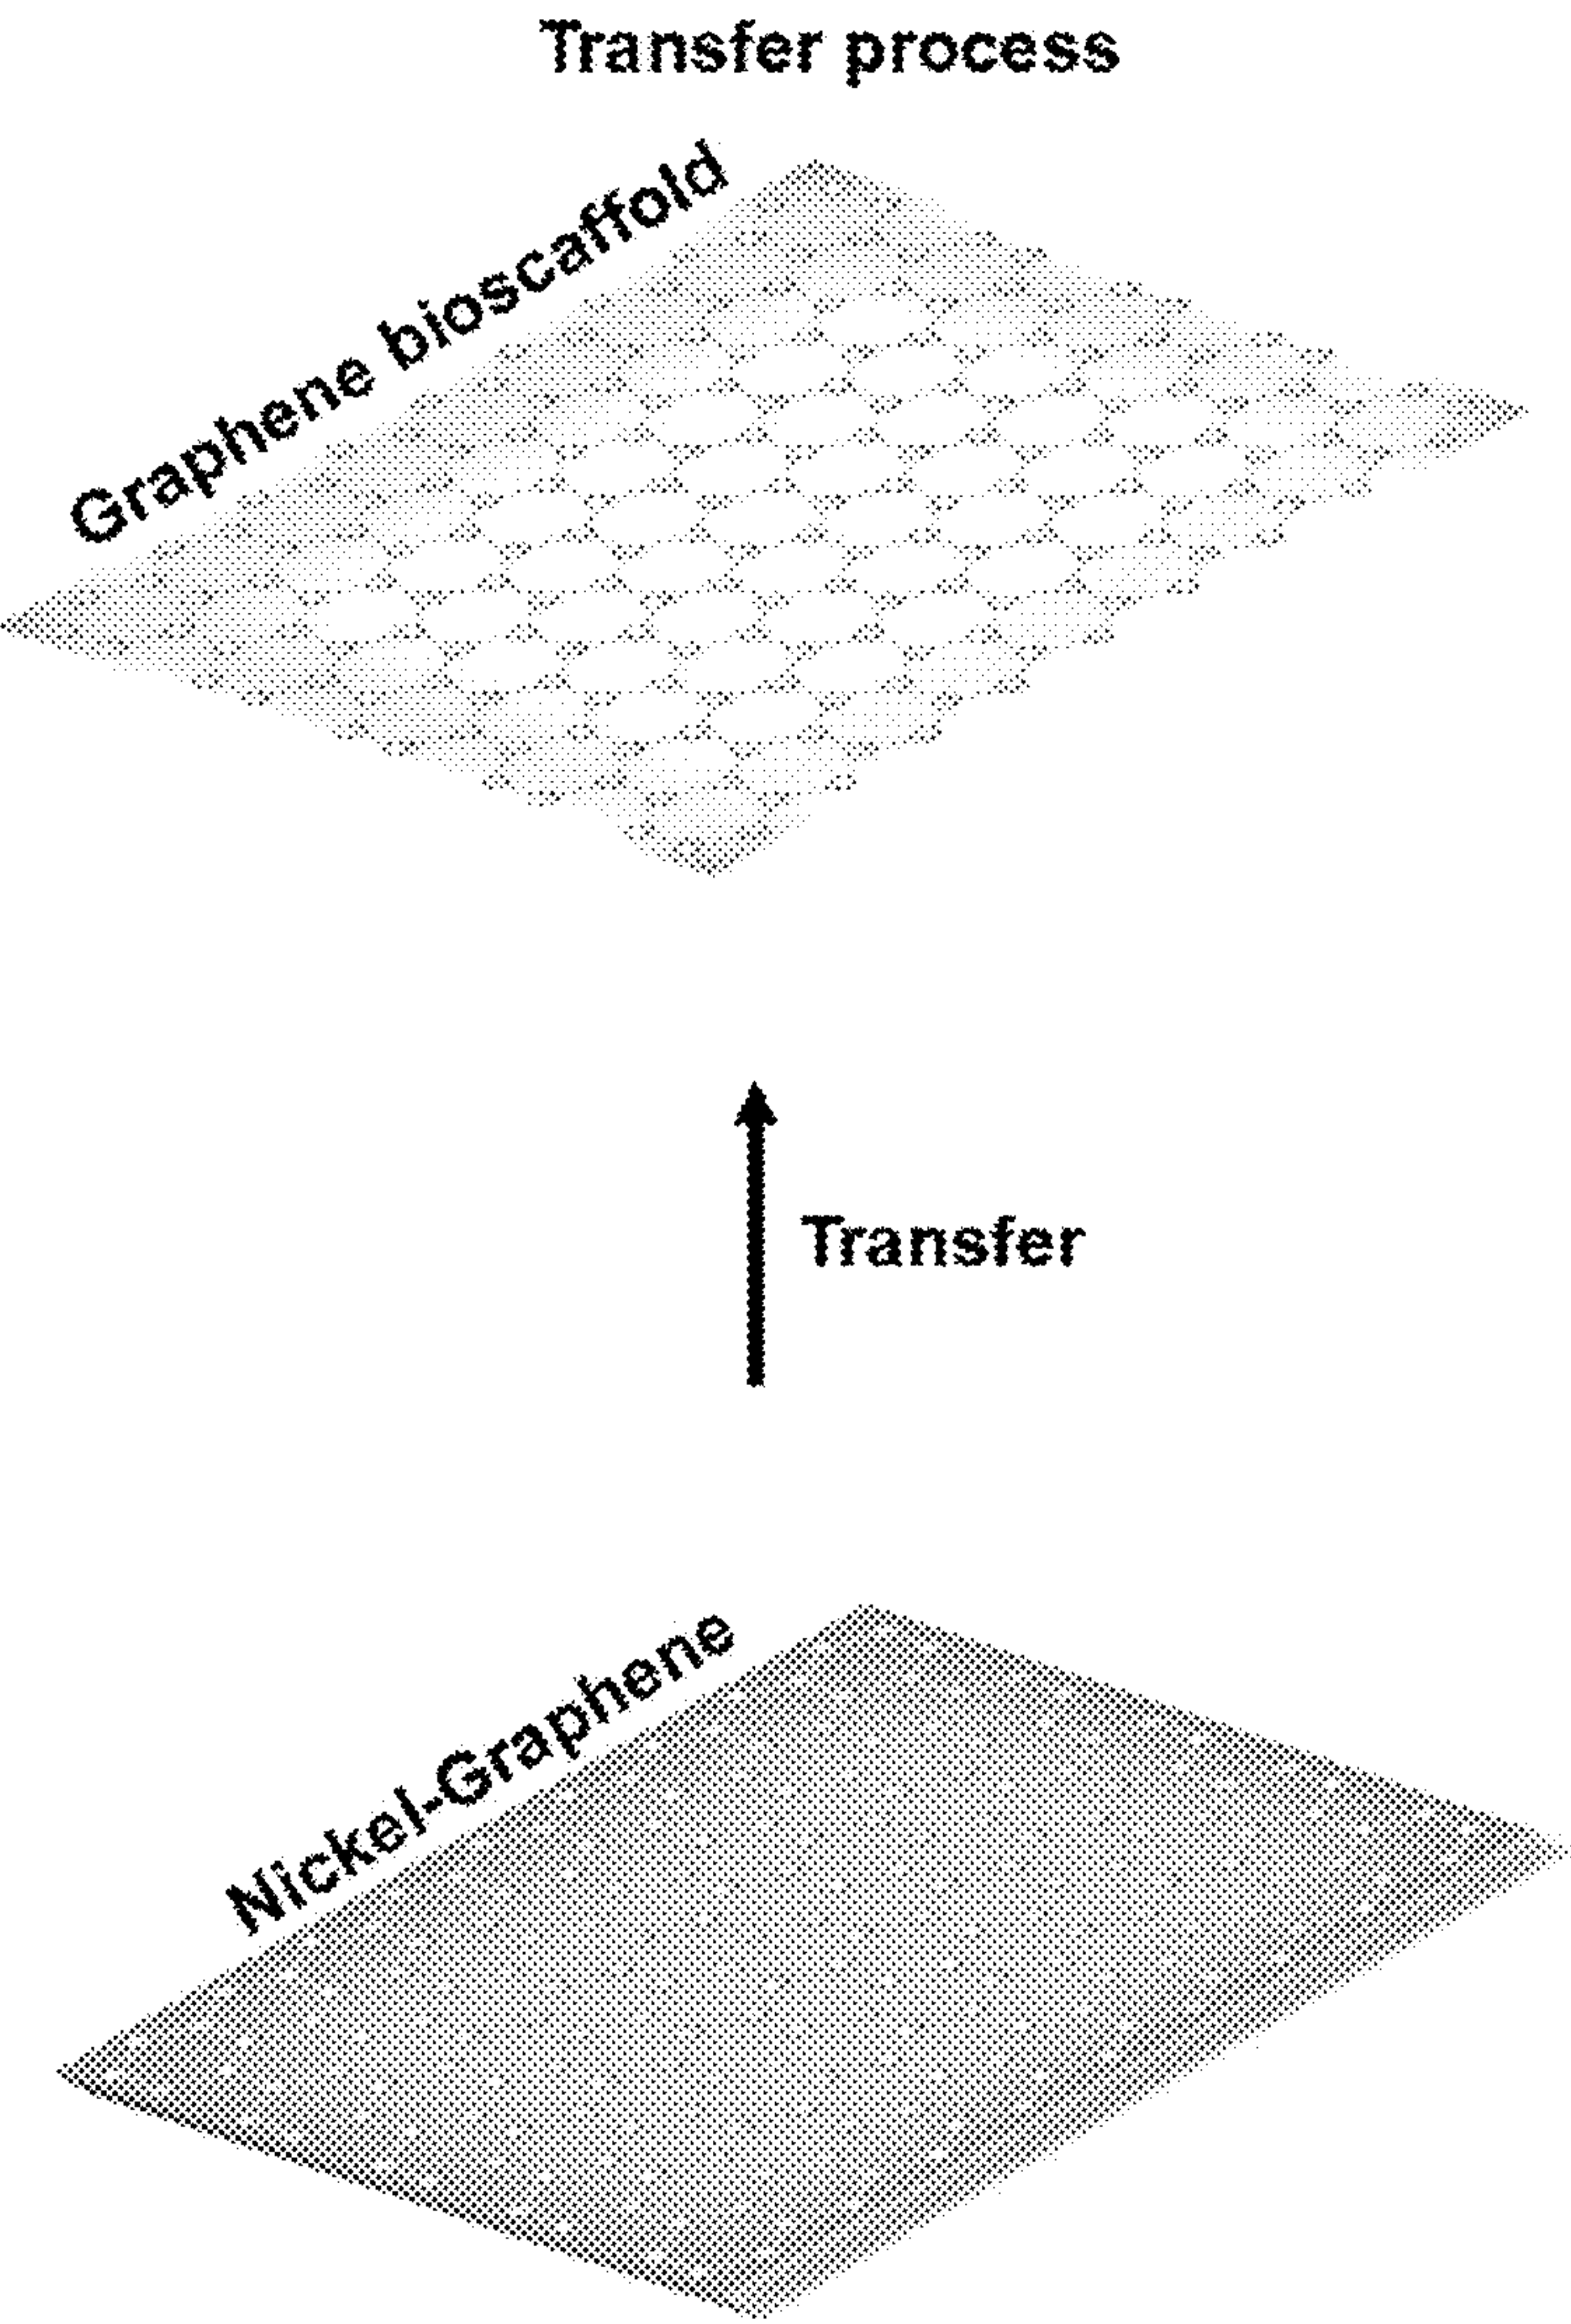 Transfer process
Graphene bioscaffold
Transfer
Nickel-Graphene